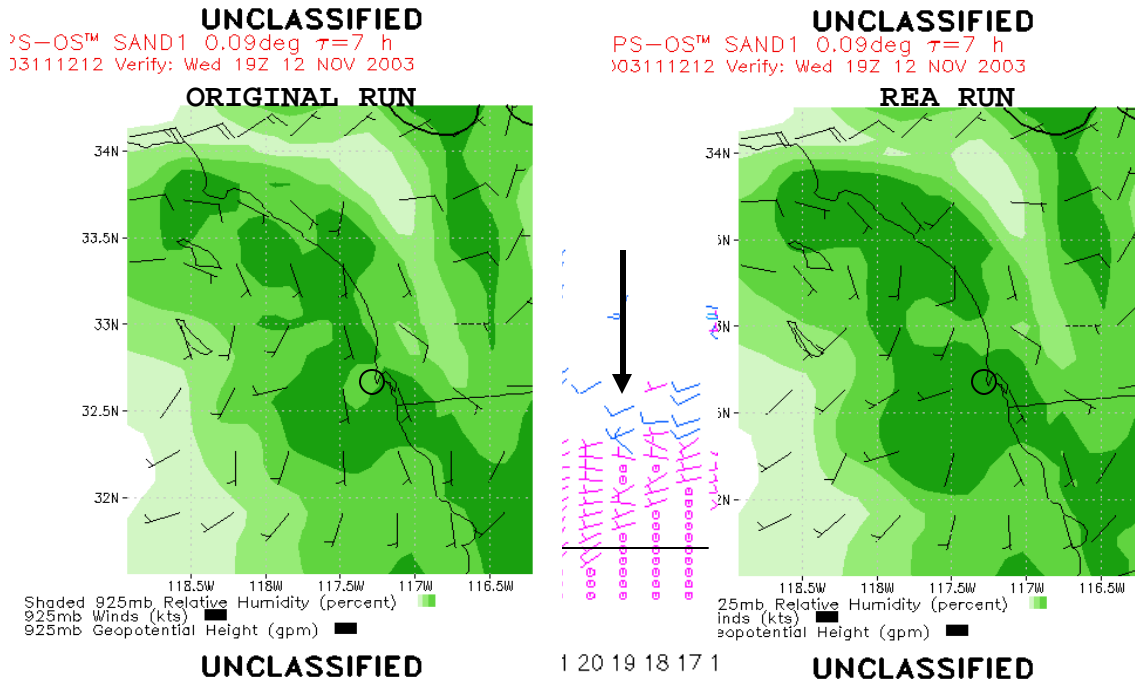 UNCLASSIFIED
PS-OS™ SAND1 0.09deg τ=7 h
03111212 Verify: Wed 19Z 12 NOV 2003
ORIGINAL RUN
34N
33.5N
33N
32.5N
32N
118.5W 118W 117.5W 117W 116.5W
Shaded 925mb Relative Humidity (percent)
925mb Winds (kts)
925mb Geopotential Height (gpm)
UNCLASSIFIED
1 20 19 18 17 1
UNCLASSIFIED
PS-OS™ SAND1 0.09deg τ=7 h
03111212 Verify: Wed 19Z 12 NOV 2003
REA RUN
34N
5N
N
5N
2N
118.5W 118W 117.5W 117W 116.5W
25mb Relative Humidity (percent)
inds (kts)
eopotential Height (gpm)
UNCLASSIFIED